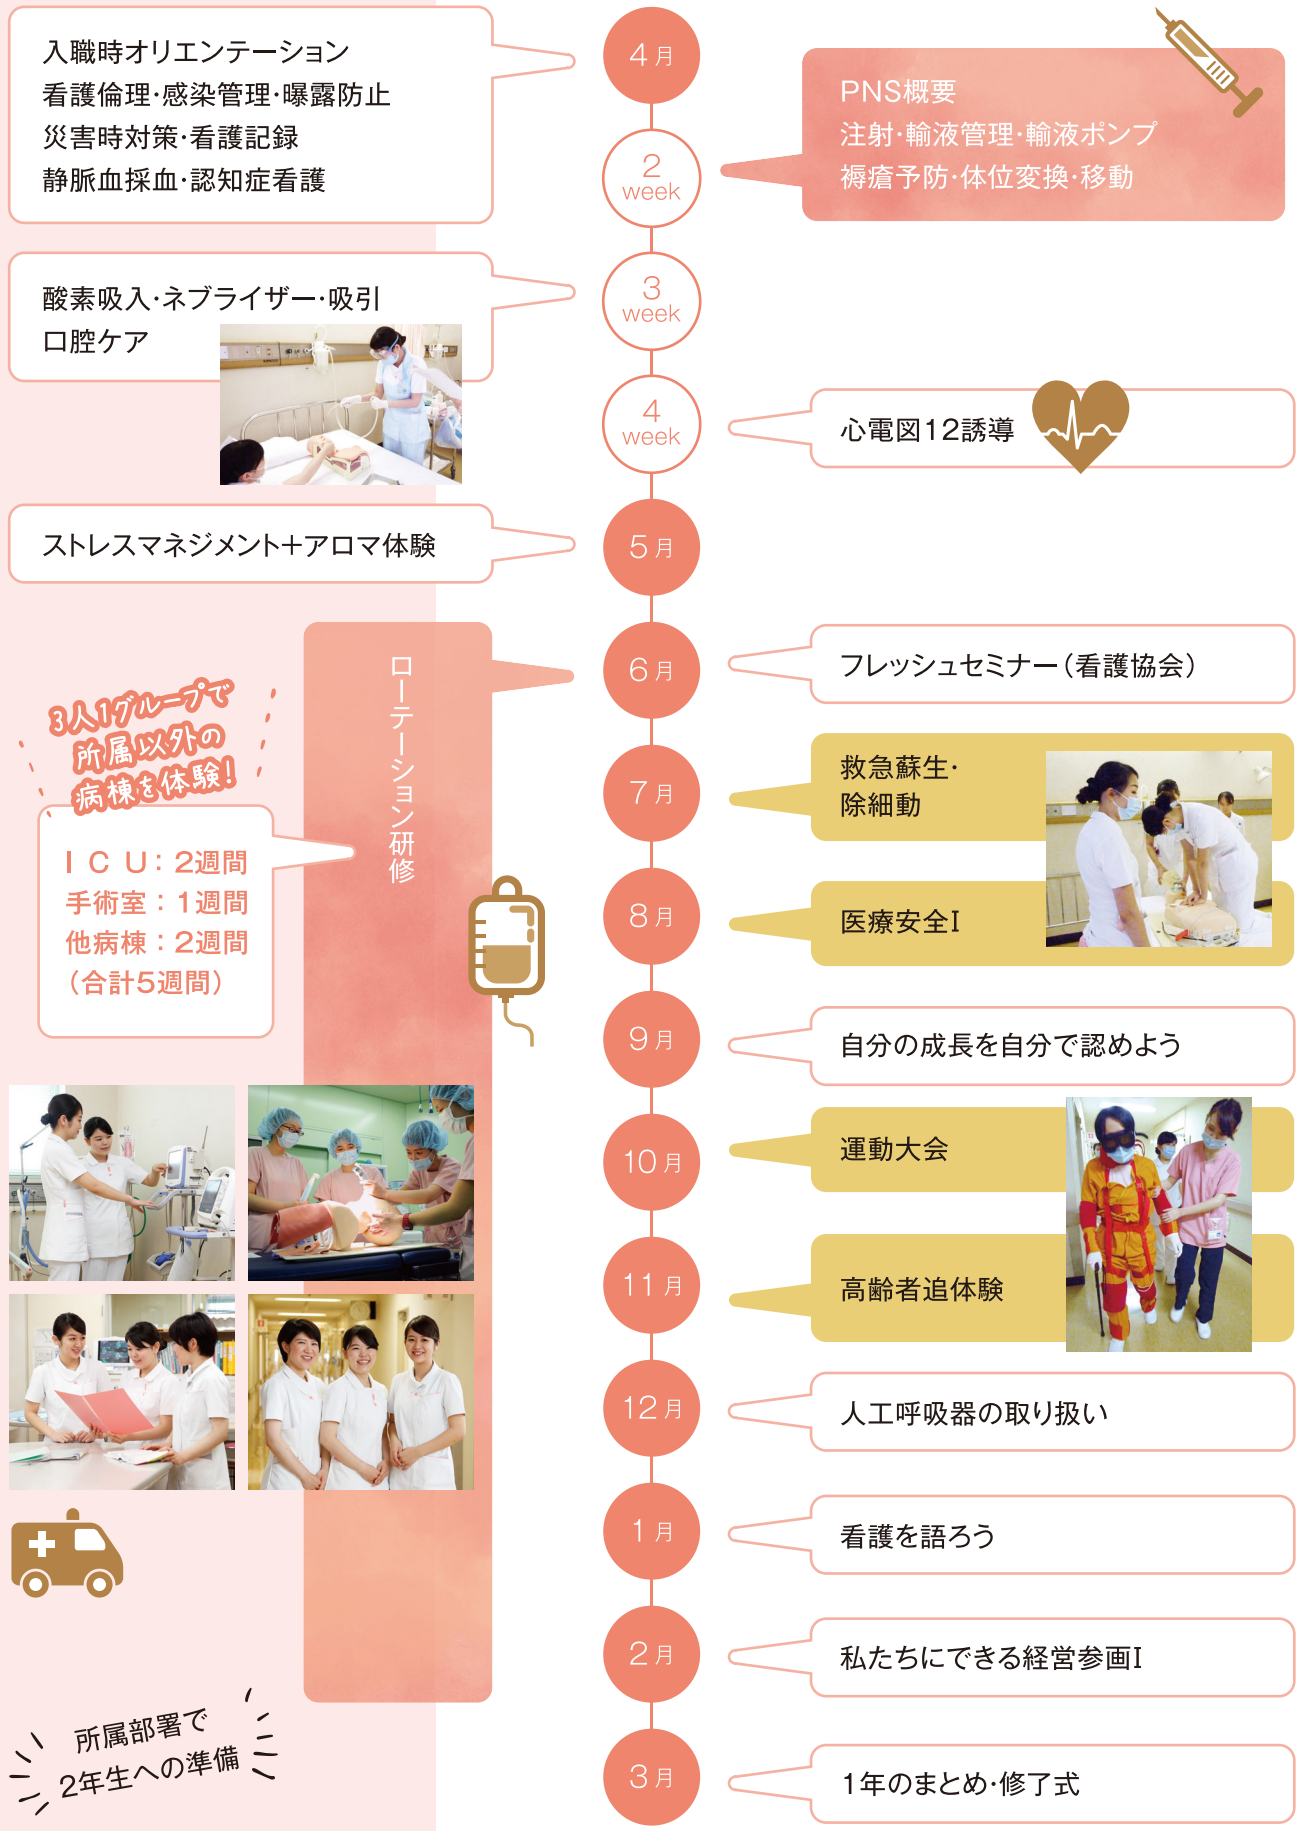 4月
入職時オリエンテーション
看護倫理・感染管理・曝露防止
災害時対策・看護記録
静脈血採血・認知症看護
2
week
PNS概要
注射・輸液管理・輸液ポンプ
褥瘡予防・体位変換・移動
3
week
酸素吸入・ネブライザー・吸引
口腔ケア
4
week
心電図12誘導
5月
ストレスマネジメント＋アロマ体験
6月
フレッシュセミナー（看護協会）
ローテーション研修
3人1グループで
所属以外の
病棟を体験！
ＩＣＵ：2週間
手術室：1週間
他病棟：2週間
（合計5週間）
7月
救急蘇生・
除細動
8月
医療安全Ⅰ
9月
自分の成長を自分で認めよう
10月
運動大会
11月
高齢者追体験
12月
人工呼吸器の取り扱い
1月
看護を語ろう
2月
私たちにできる経営参画Ⅰ
3月
1年のまとめ・修了式
所属部署で
2年生への準備